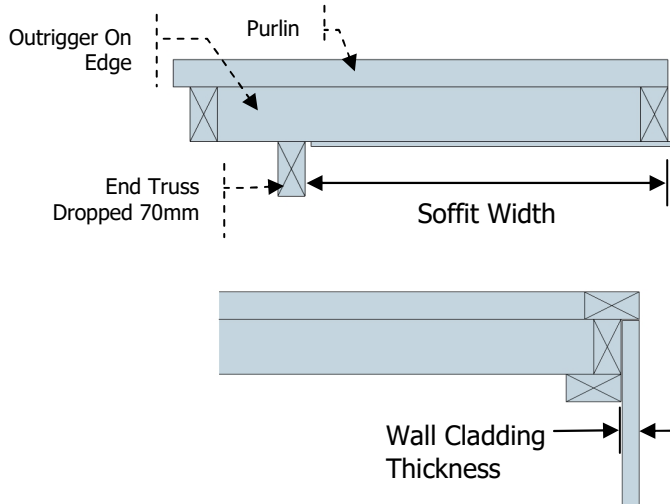 Outrigger On
Edge
Purlin
End Truss
Dropped 70mm
Soffit Width
Wall Cladding
Thickness